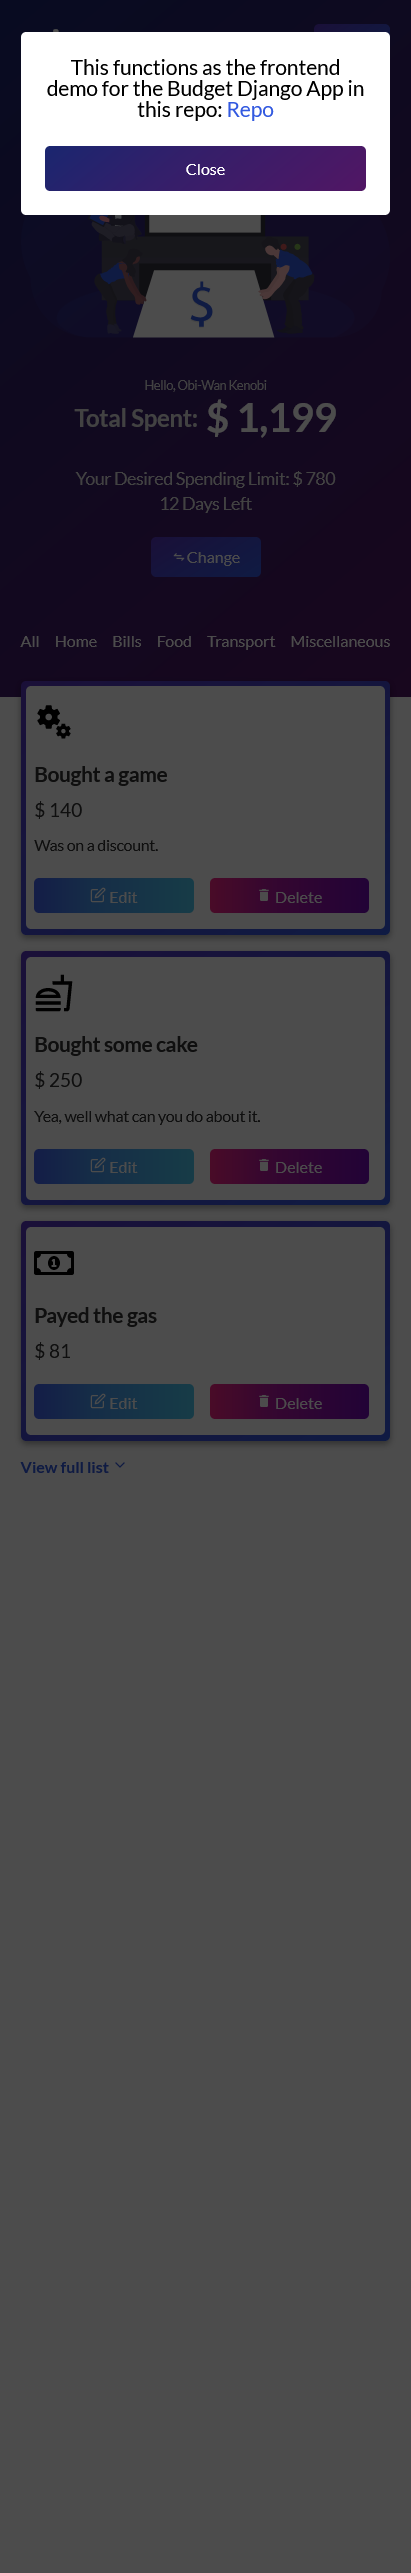 This functions as the frontend
demo for the Budget Django App in
this repo: Repo
Close
$
Hello, Obi-Wan Kenobi
Total Spent: $ 1,199
Your Desired Spending Limit: $ 780
12 Days Left
Change
All Home Bills Food Transport Miscellaneous
Bought a game
$ 140
Was on a discount.
Edit Delete
Bought some cake
$ 250
Yea, well what can you do about it.
Edit Delete
1
Payed the gas
$ 81
Edit Delete
View full list